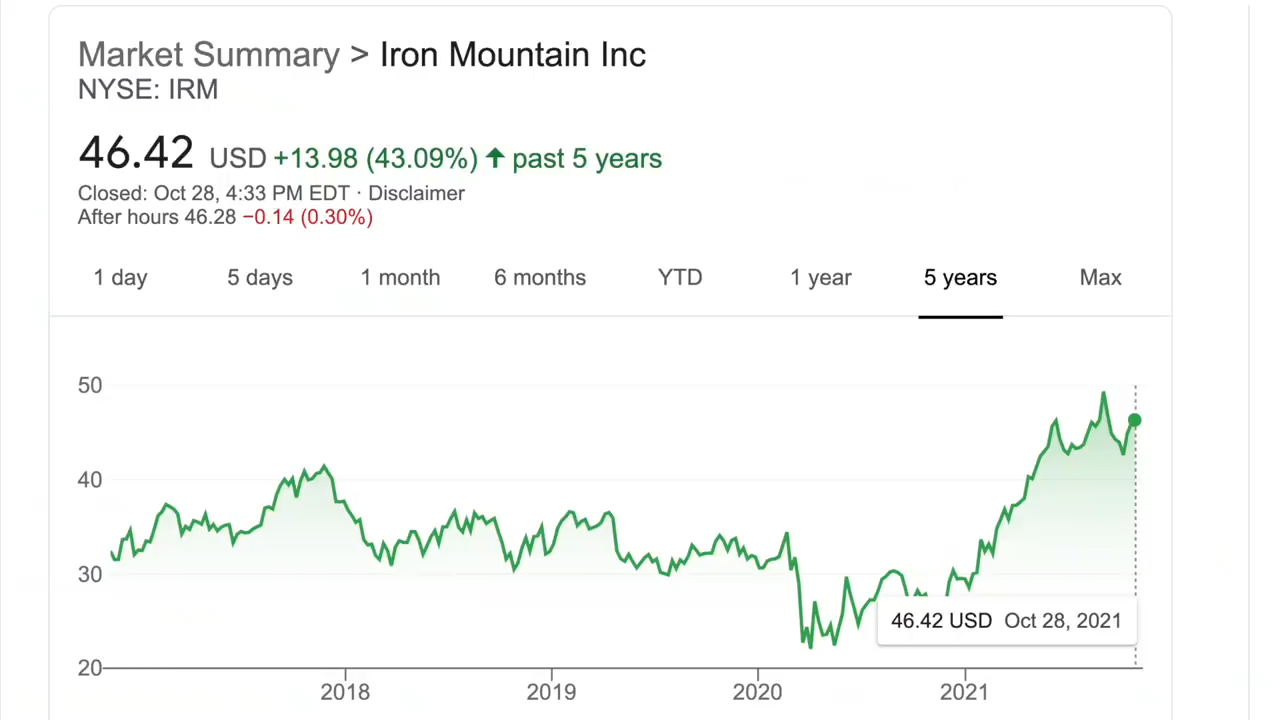 Market Summary > Iron Mountain Inc
NYSE: IRM
46.42 USD +13.98 (43.09%) ↑ past 5 years
Closed: Oct 28, 4:33 PM EDT · Disclaimer
After hours 46.28 −0.14 (0.30%)
1 day 5 days 1 month 6 months YTD 1 year 5 years Max
50
40
30
46.42 USD Oct 28, 2021
20
2018 2019 2020 2021